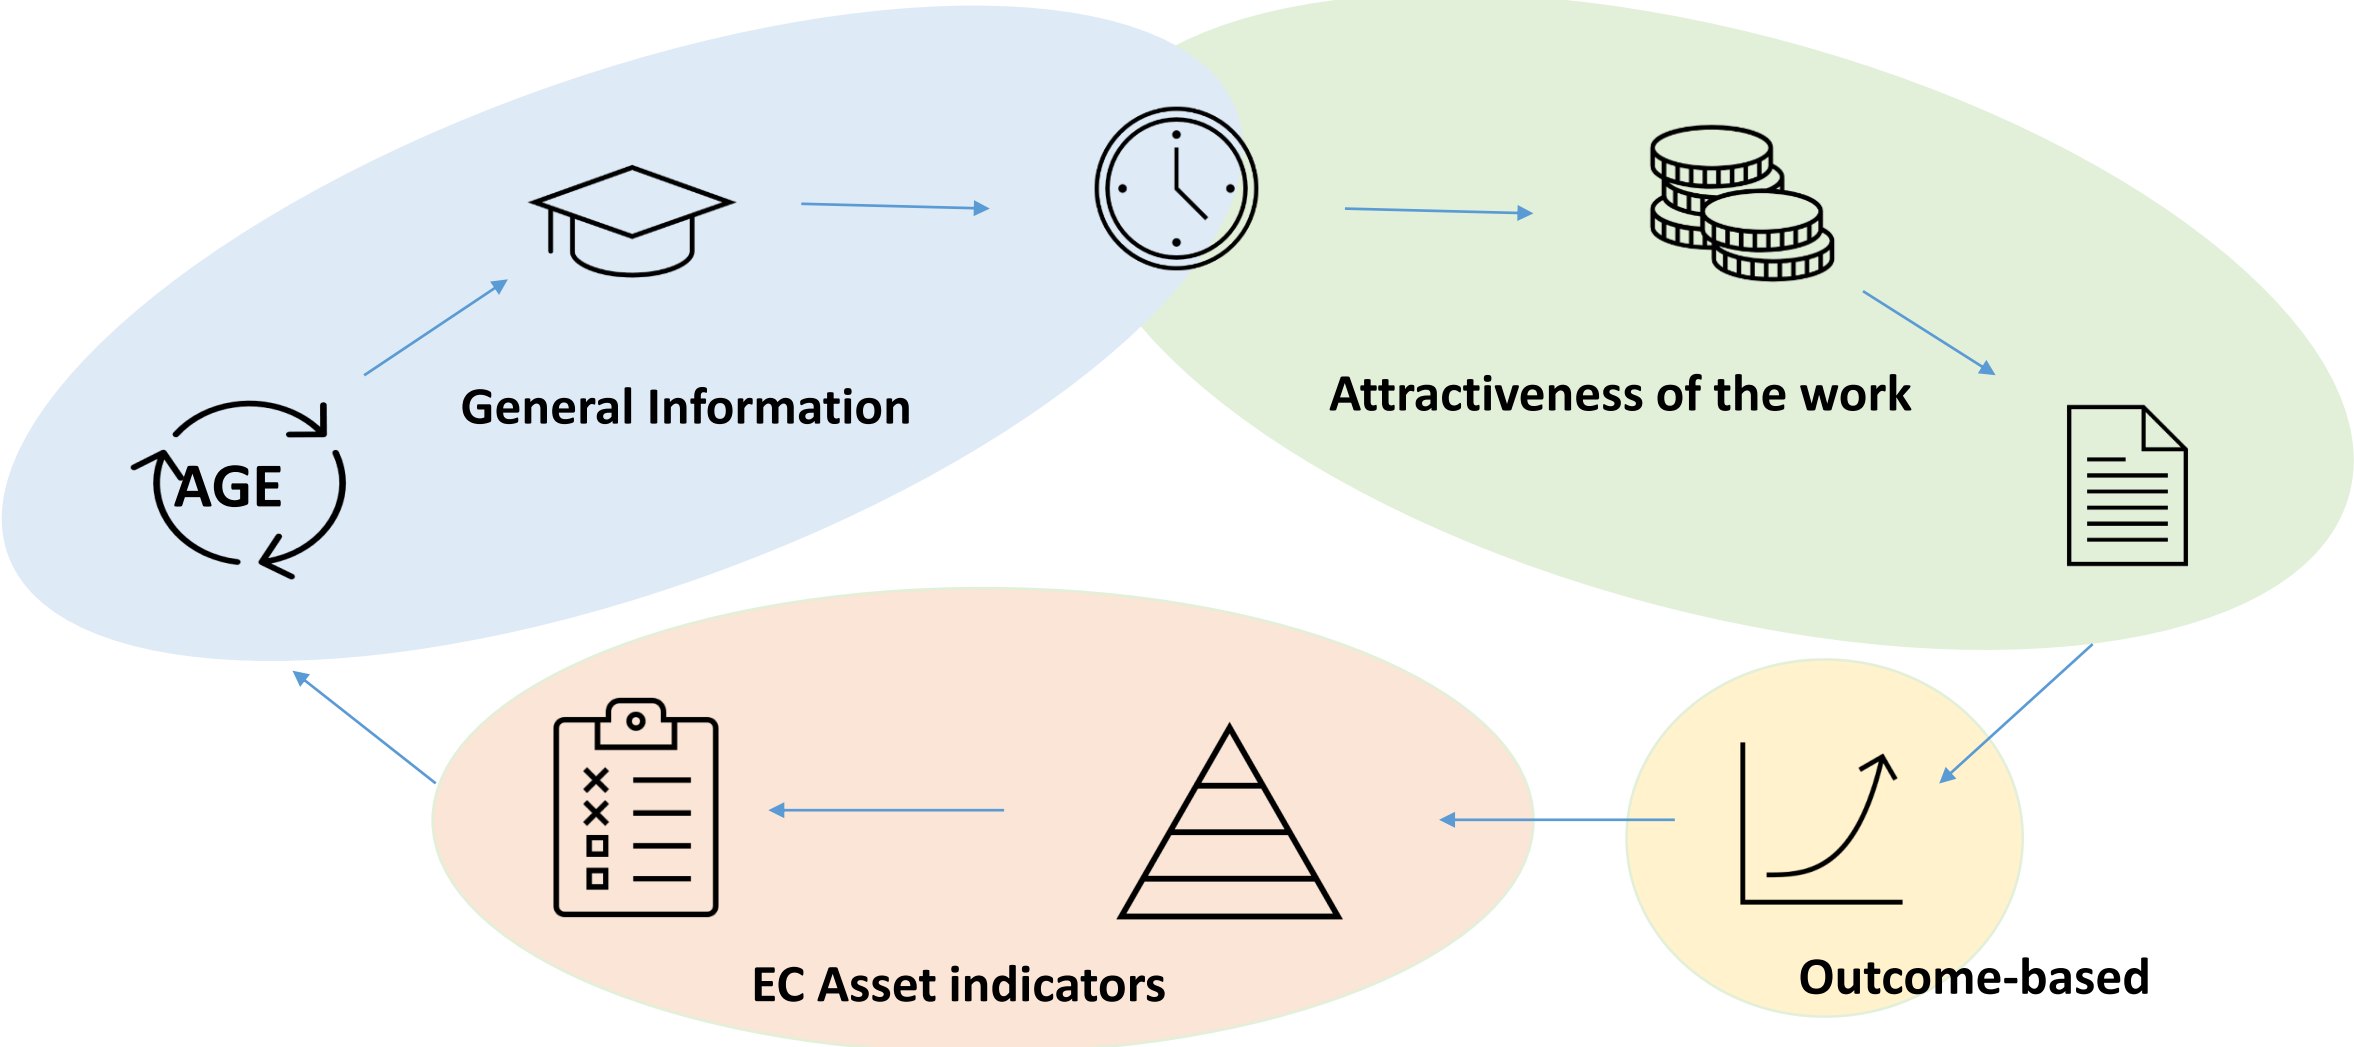 General Information
Attractiveness of the work
AGE
EC Asset indicators
Outcome-based